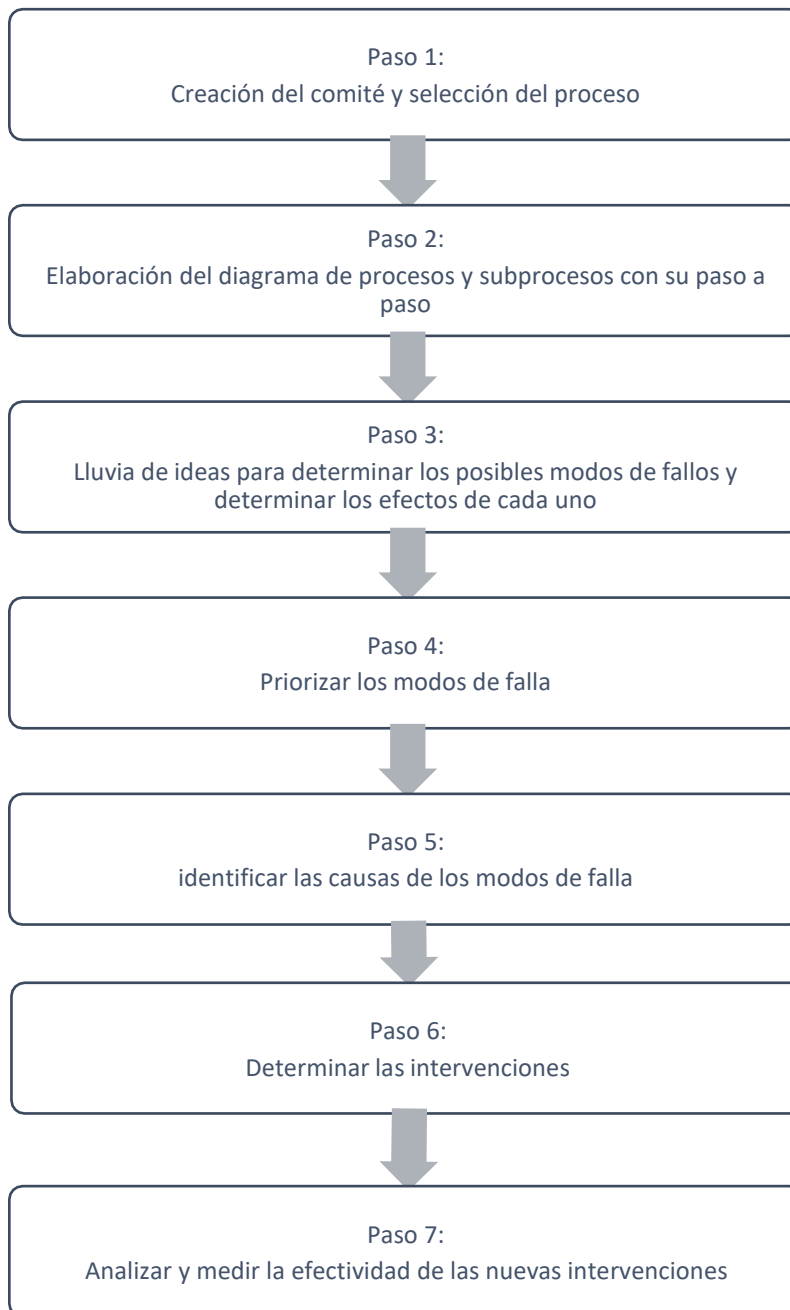 Paso 1:
Creación del comité y selección del proceso
Paso 2:
Elaboración del diagrama de procesos y subprocesos con su paso a
paso
Paso 3:
Lluvia de ideas para determinar los posibles modos de fallos y
determinar los efectos de cada uno
Paso 4:
Priorizar los modos de falla
Paso 5:
identificar las causas de los modos de falla
Paso 6:
Determinar las intervenciones
Paso 7:
Analizar y medir la efectividad de las nuevas intervenciones